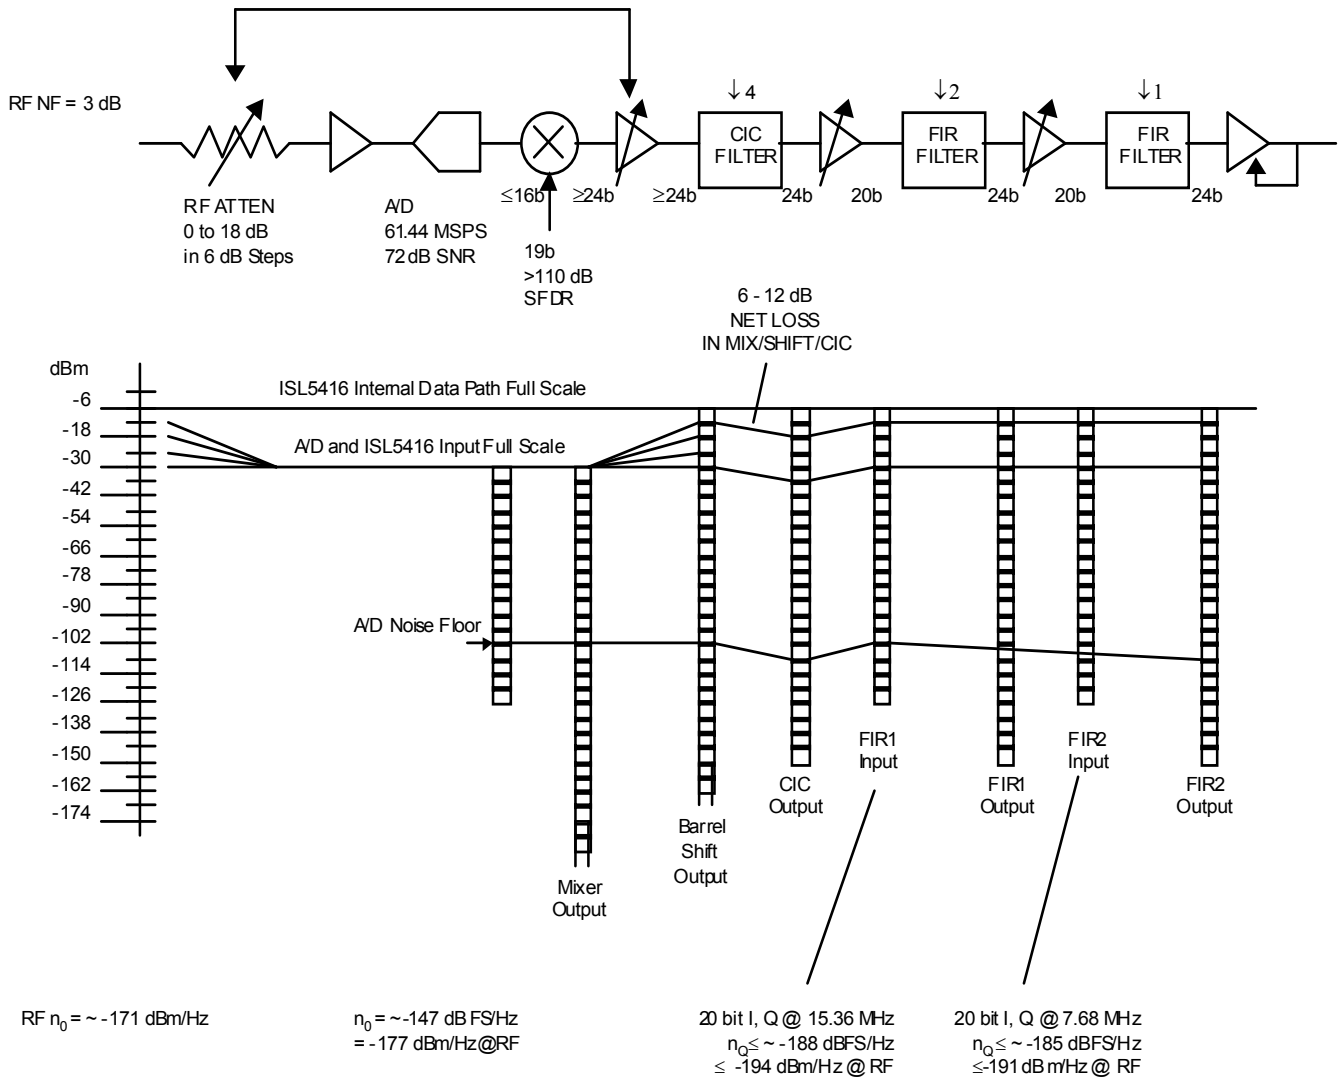 RF NF = 3 dB
↓4
↓2
↓1
CIC
FILTER
FIR
FILTER
FIR
FILTER
≤16b
≥24b
≥24b
24b
20b
24b
20b
24b
RF ATTEN
0 to 18 dB
in 6 dB Steps
A/D
61.44 MSPS
72 dB SNR
19b
>110 dB
SFDR
6 - 12 dB
NET LOSS
IN MIX/SHIFT/CIC
dBm
ISL5416 Internal Data Path Full Scale
A/D and ISL5416 Input Full Scale
A/D Noise Floor
-6
-18
-30
-42
-54
-66
-78
-90
-102
-114
-126
-138
-150
-162
-174
Mixer
Output
Barrel
Shift
Output
CIC
Output
FIR1
Input
FIR1
Output
FIR2
Input
FIR2
Output
RF n0 = ~ -171 dBm/Hz
n0 = ~-147 dBFS/Hz
= -177 dBm/Hz@RF
20 bit I, Q @ 15.36 MHz
nQ ≤ ~ -188 dBFS/Hz
≤ -194 dBm/Hz @ RF
20 bit I, Q @ 7.68 MHz
nQ ≤ ~ -185 dBFS/Hz
≤-191 dBm/Hz @ RF